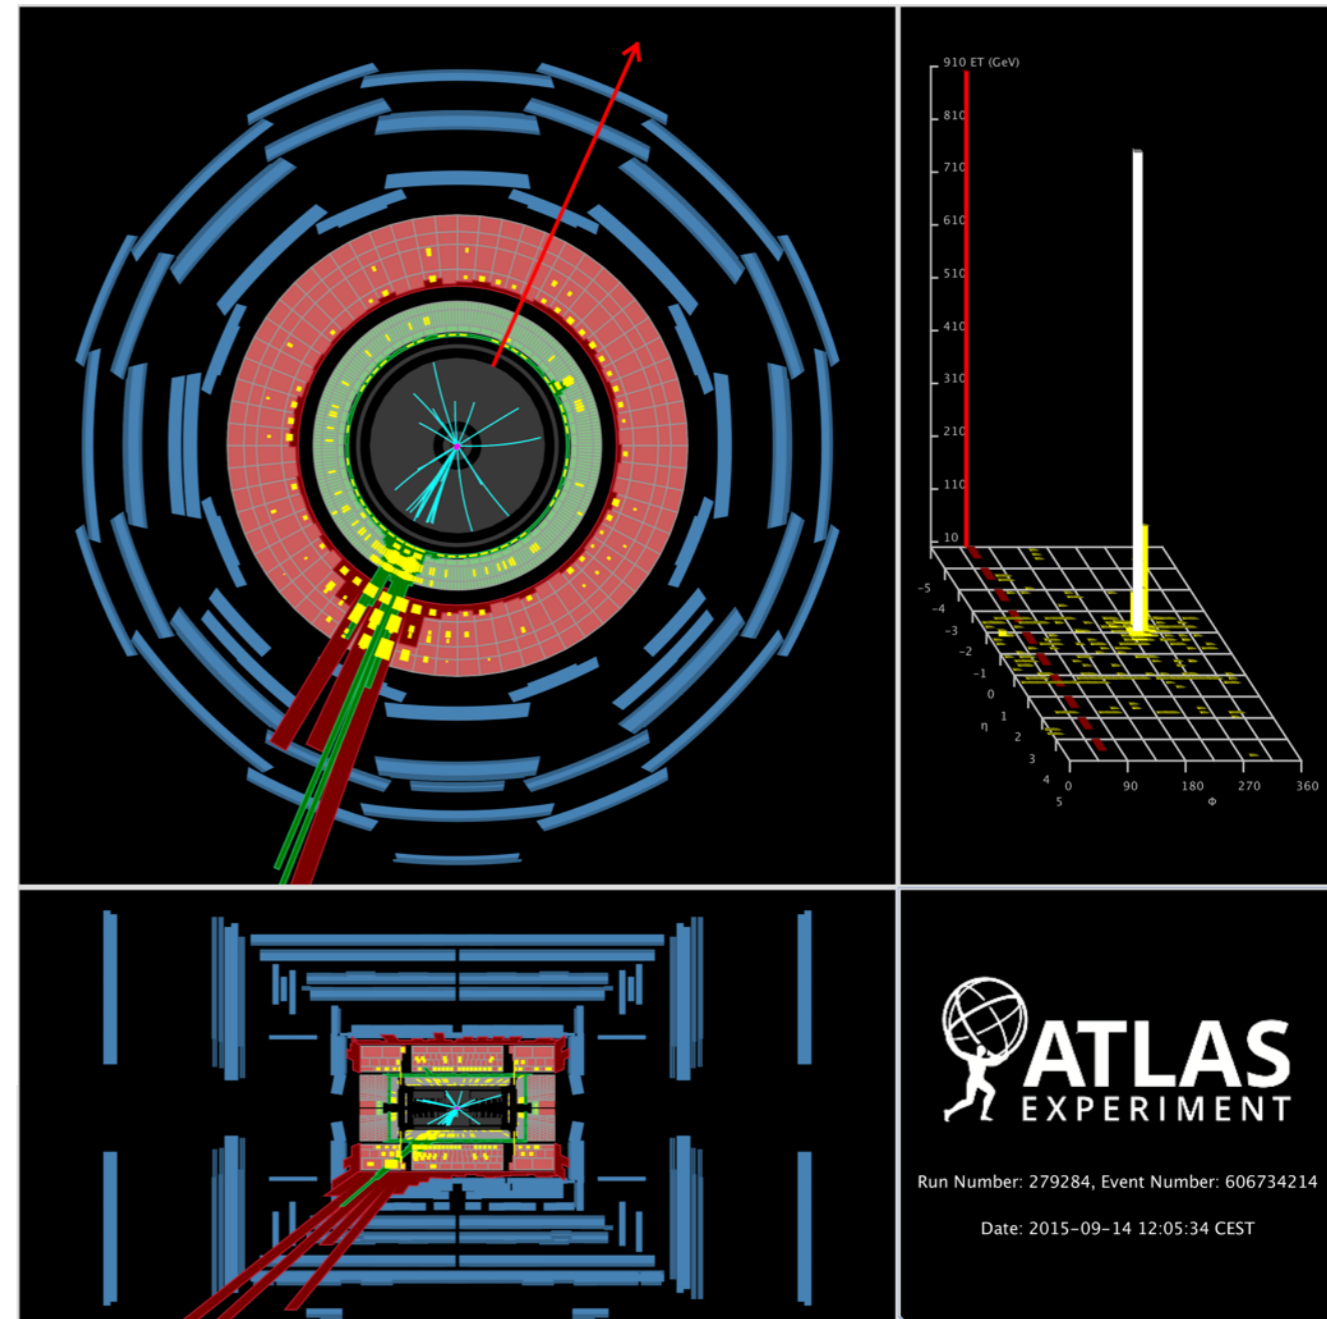 910 ET (GeV)
810
710
610
510
410
310
210
110
10
-5
-4
-3
-2
-1
0
1
2
3
4
5
η
0 90 180 270 360
Φ
ATLAS
EXPERIMENT
Run Number: 279284, Event Number: 606734214
Date: 2015-09-14 12:05:34 CEST